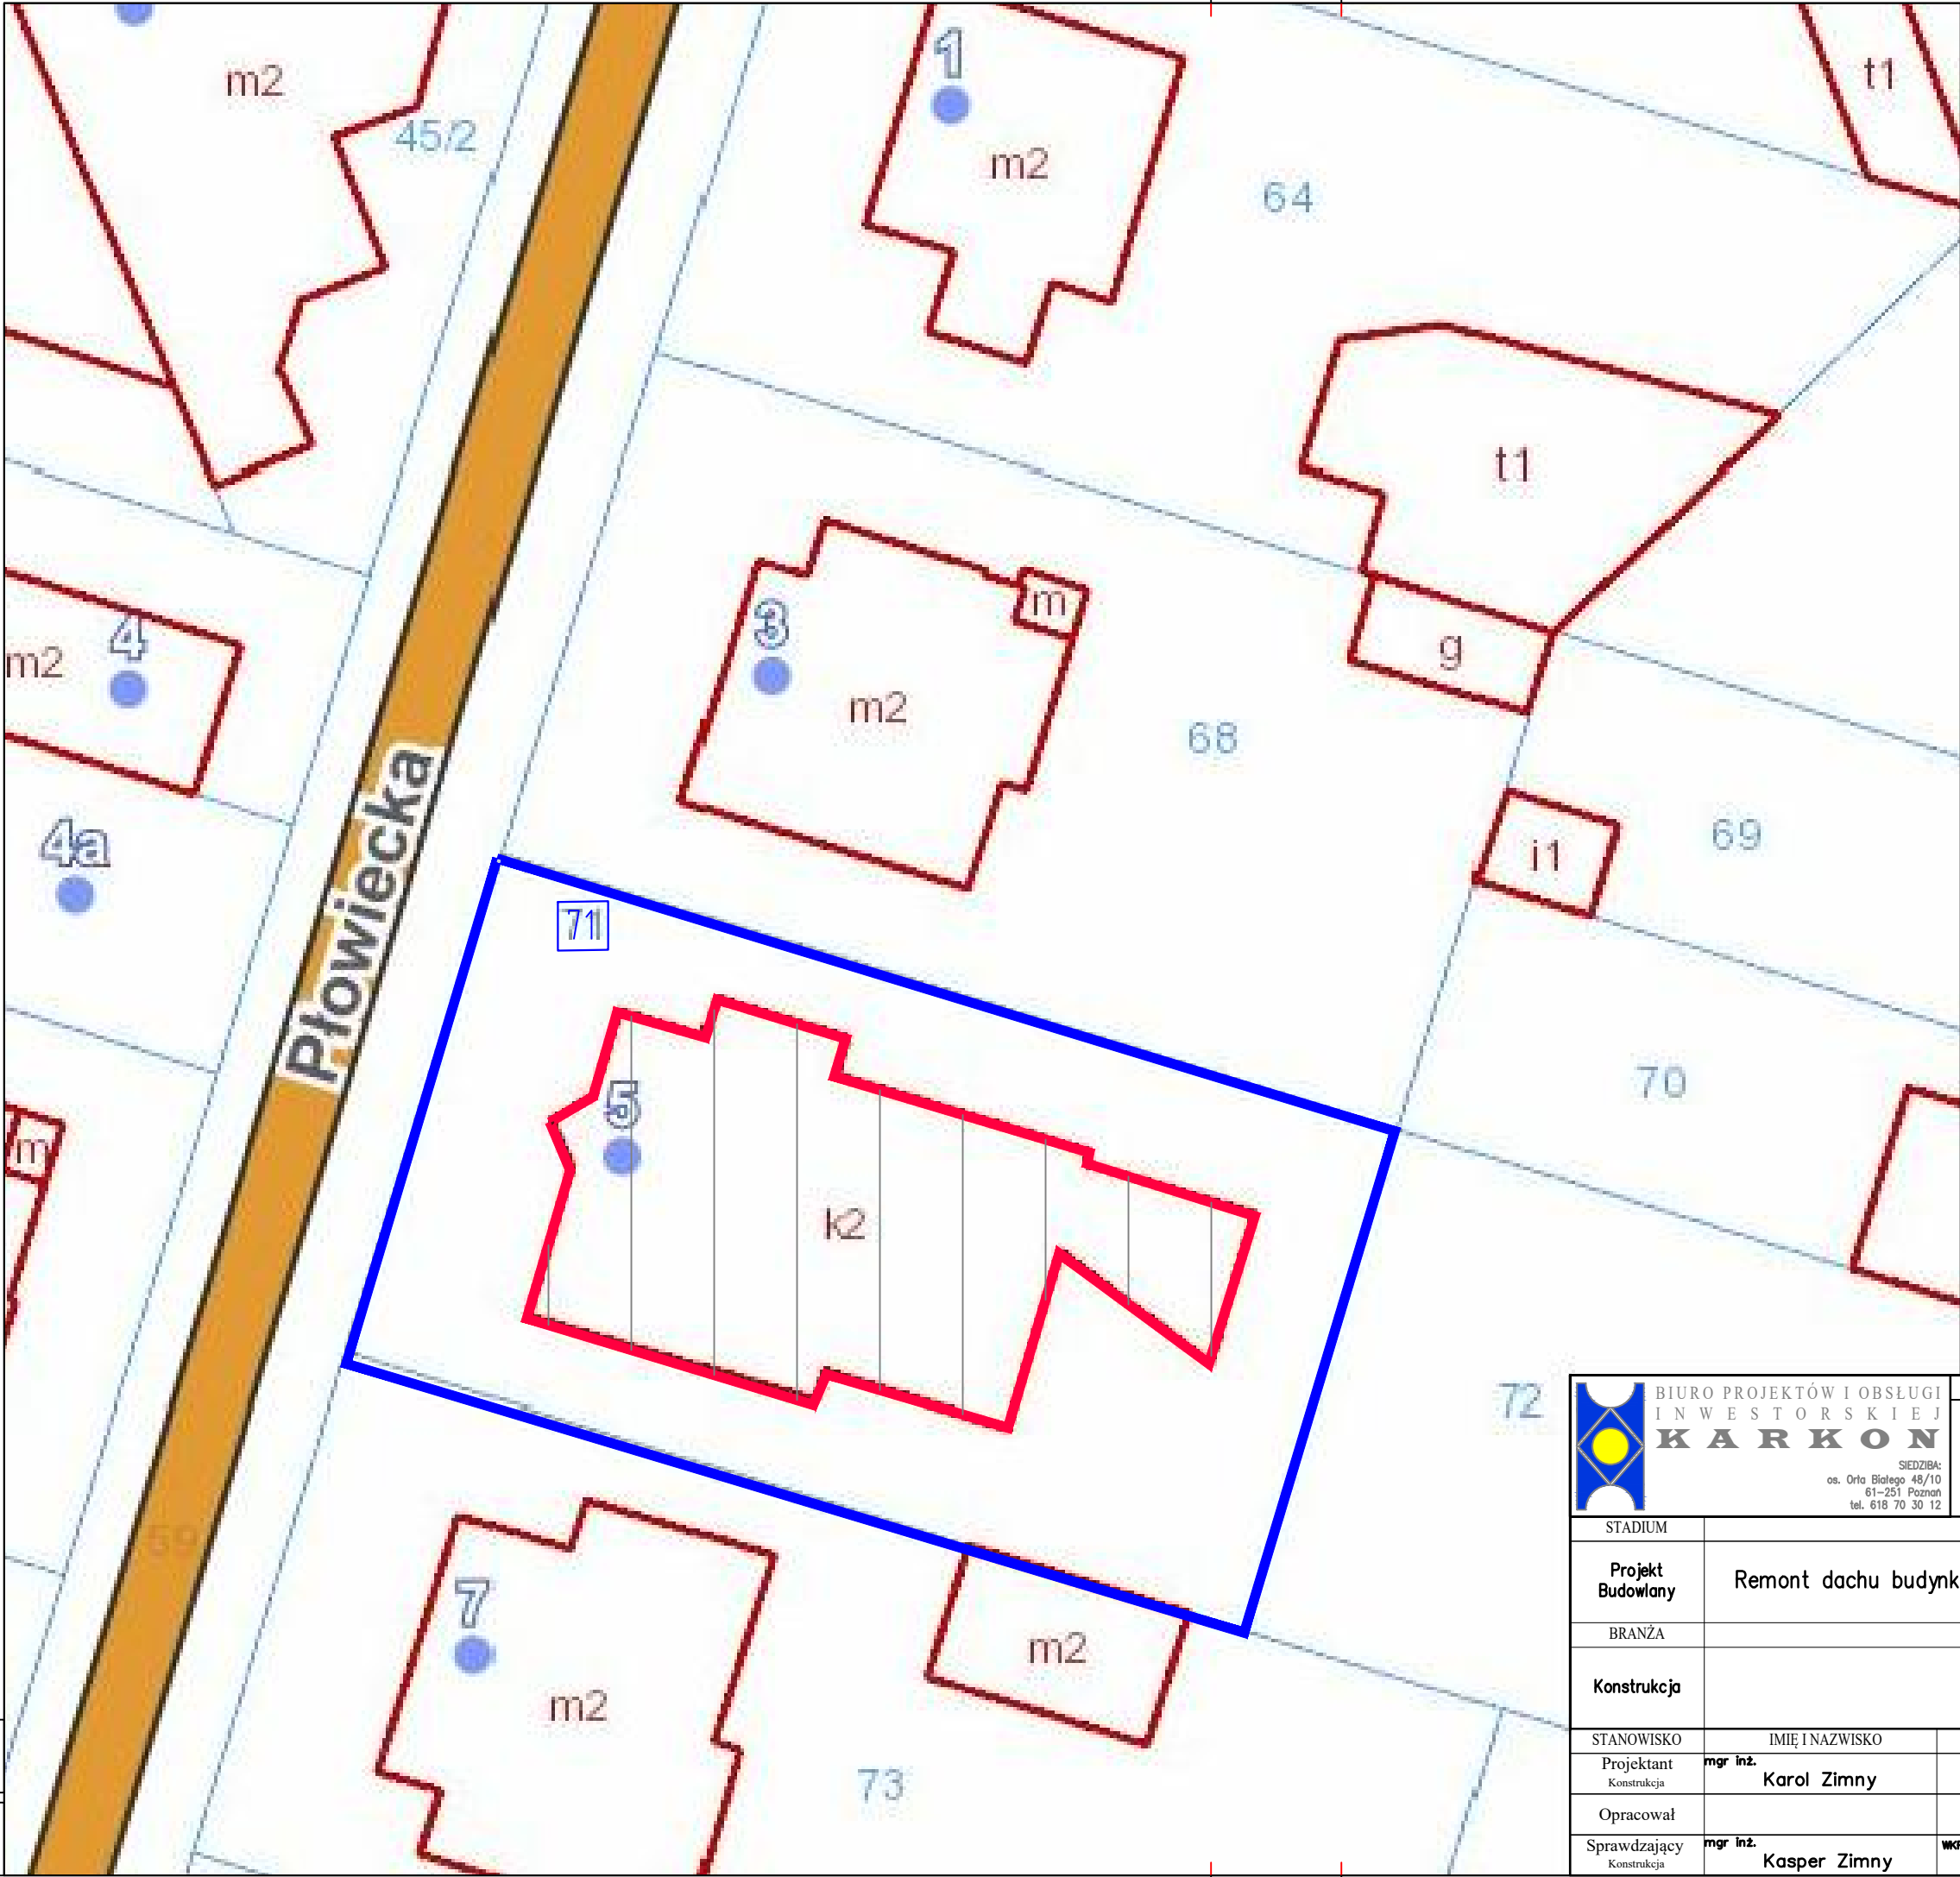 m2
45/2
1
m2
64
t1
t1
3
m
m2
g
68
4
m2
4a
69
i1
Płowiecka
71
70
5
m
k2
72
59
7
m2
m2
73
BIURO PROJEKTÓW I OBSŁUGI
INWESTORSKIEJ
KARKON
SIEDZIBA:
os. Orła Białego 48/10
61-251 Poznań
tel. 618 70 30 12
STADIUM
Projekt
Budowlany
Remont dachu budynk
BRANŻA
Konstrukcja
STANOWISKO IMIĘ I NAZWISKO
Projektant
Konstrukcja
mgr inż.
Karol Zimny
Opracował
Sprawdzający
Konstrukcja
mgr inż.
Kasper Zimny